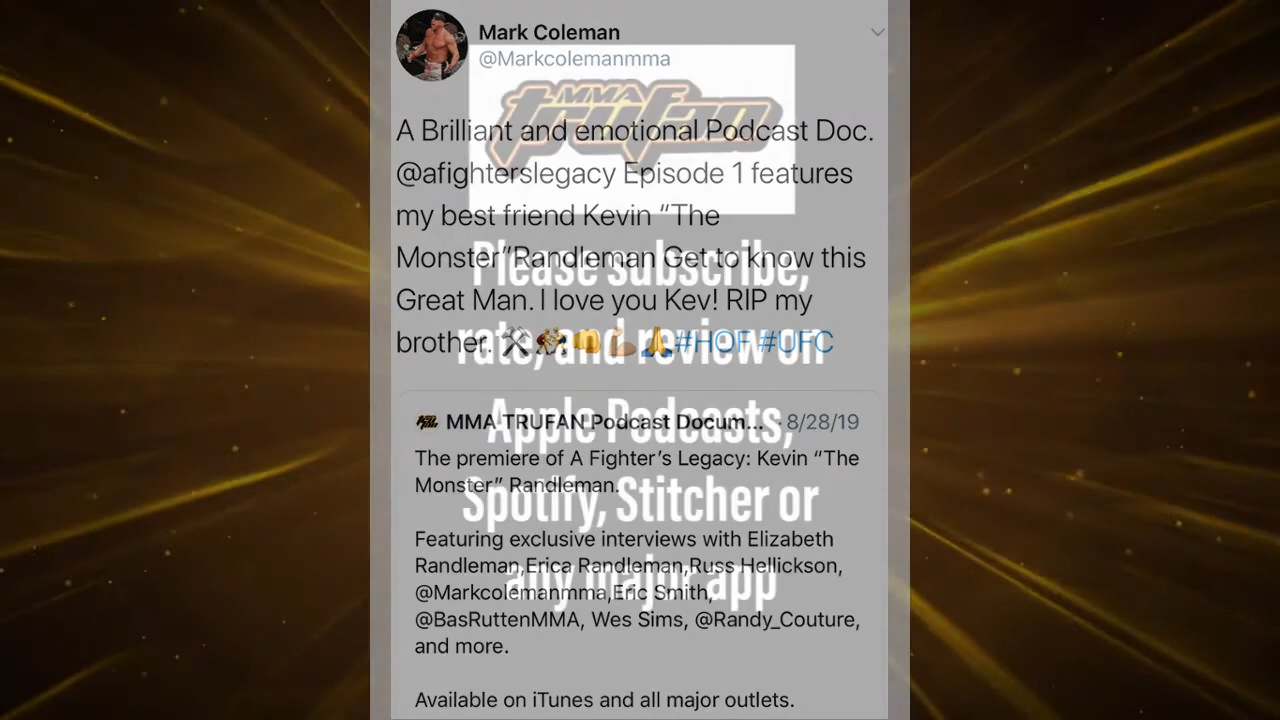 Mark Coleman
@Markcolemanmma
MMA
trufan
A Brilliant and emotional Podcast Doc.
@afighterslegacy Episode 1 features
my best friend Kevin “The
Monster”Randleman Get to know this
Great Man. I love you Kev! RIP my
brother. ⚒🤼👊💪🙏#HOF #UFC
Please subscribe,
rate, and review on
Apple Podcasts,
Spotify, Stitcher or
any major app
MMA TRUFAN Podcast Docum... · 8/28/19
The premiere of A Fighter’s Legacy: Kevin “The
Monster” Randleman.
Featuring exclusive interviews with Elizabeth
Randleman,Erica Randleman,Russ Hellickson,
@Markcolemanmma,Eric Smith,
@BasRuttenMMA, Wes Sims, @Randy_Couture,
and more.
Available on iTunes and all major outlets.